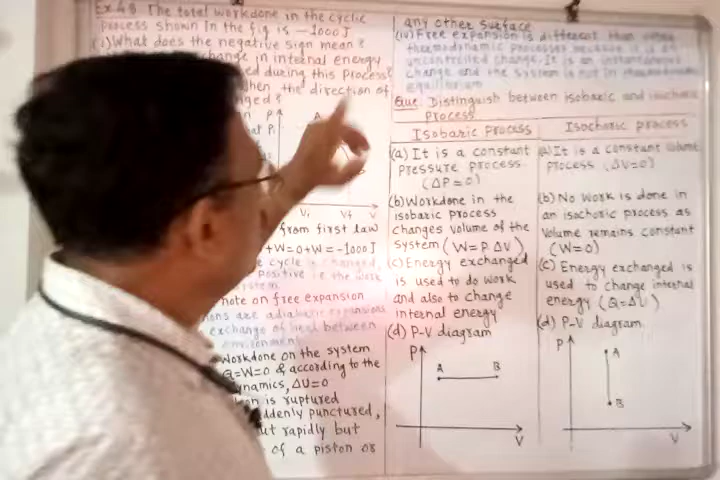 Ex 4.9 The total workdone in the cyclic
process shown in the fig is -1000 J
(i) What does the negative sign mean?
change in internal energy
ed during this process?
the direction of
nged?
P
A
at P₁
Vi Vf V
from first law
+W=0+W=-1000J
cycle is changed,
positive i.e the work
system
note on free expansion
ions are adiabatic expansions
exchange of heat between
environment
workdone on the system
Q=W=0 & according to the
dynamics, ΔU=0
is ruptured
suddenly punctured,
out rapidly but
of a piston or
any other surface
(iv) Free expansion is different than other
thermodynamic processes because it is an
uncontrolled change. It is an instantaneous
change and the system is not in thermodynamic
equilibrium
Que: Distinguish between isobaric and isochoric
process
Isobaric process
(a) It is a constant
pressure process
(ΔP=0)
(b) Workdone in the
isobaric process
changes volume of the
system (W=PΔV)
(c) Energy exchanged
is used to do work
and also to change
internal energy
(d) P-V diagram
P
A B
V
Isochoric process
(a) It is a constant volume
process (ΔV=0)
(b) No work is done in
an isochoric process as
volume remains constant
(W=0)
(c) Energy exchanged is
used to change internal
energy (Q=ΔU)
(d) P-V diagram
P
A
B
V